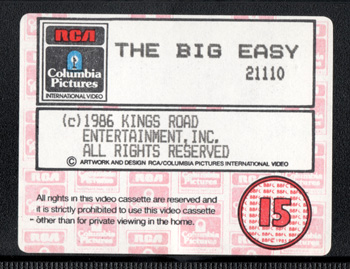 RCA
Columbia
Pictures
INTERNATIONAL VIDEO
THE BIG EASY
21110
(c)1986 KINGS ROAD
ENTERTAINMENT, INC.
ALL RIGHTS RESERVED
© ARTWORK AND DESIGN RCA/COLUMBIA PICTURES INTERNATIONAL VIDEO
All rights in this video cassette are reserved and
it is strictly prohibited to use this video cassette
other than for private viewing in the home.
15